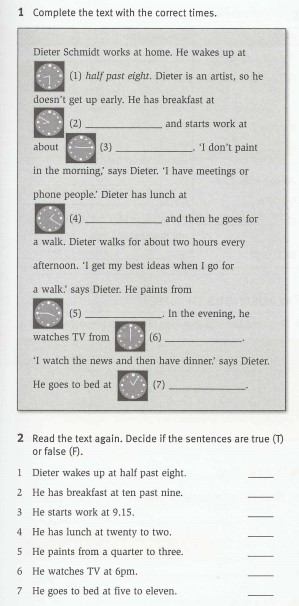 1 Complete the text with the correct times.
Dieter Schmidt works at home. He wakes up at
(1) half past eight. Dieter is an artist, so he
doesn't get up early. He has breakfast at
(2) ____________ and starts work at
about (3) ____________. 'I don't paint
in the morning,' says Dieter. 'I have meetings or
phone people.' Dieter has lunch at
(4) ____________ and then he goes for
a walk. Dieter walks for about two hours every
afternoon. 'I get my best ideas when I go for
a walk.' says Dieter. He paints from
(5) ____________. In the evening, he
watches TV from (6) ____________.
'I watch the news and then have dinner.' says Dieter.
He goes to bed at (7) ____________.
2 Read the text again. Decide if the sentences are true (T)
or false (F).
1 Dieter wakes up at half past eight. ____
2 He has breakfast at ten past nine. ____
3 He starts work at 9.15. ____
4 He has lunch at twenty to two. ____
5 He paints from a quarter to three. ____
6 He watches TV at 6pm. ____
7 He goes to bed at five to eleven. ____